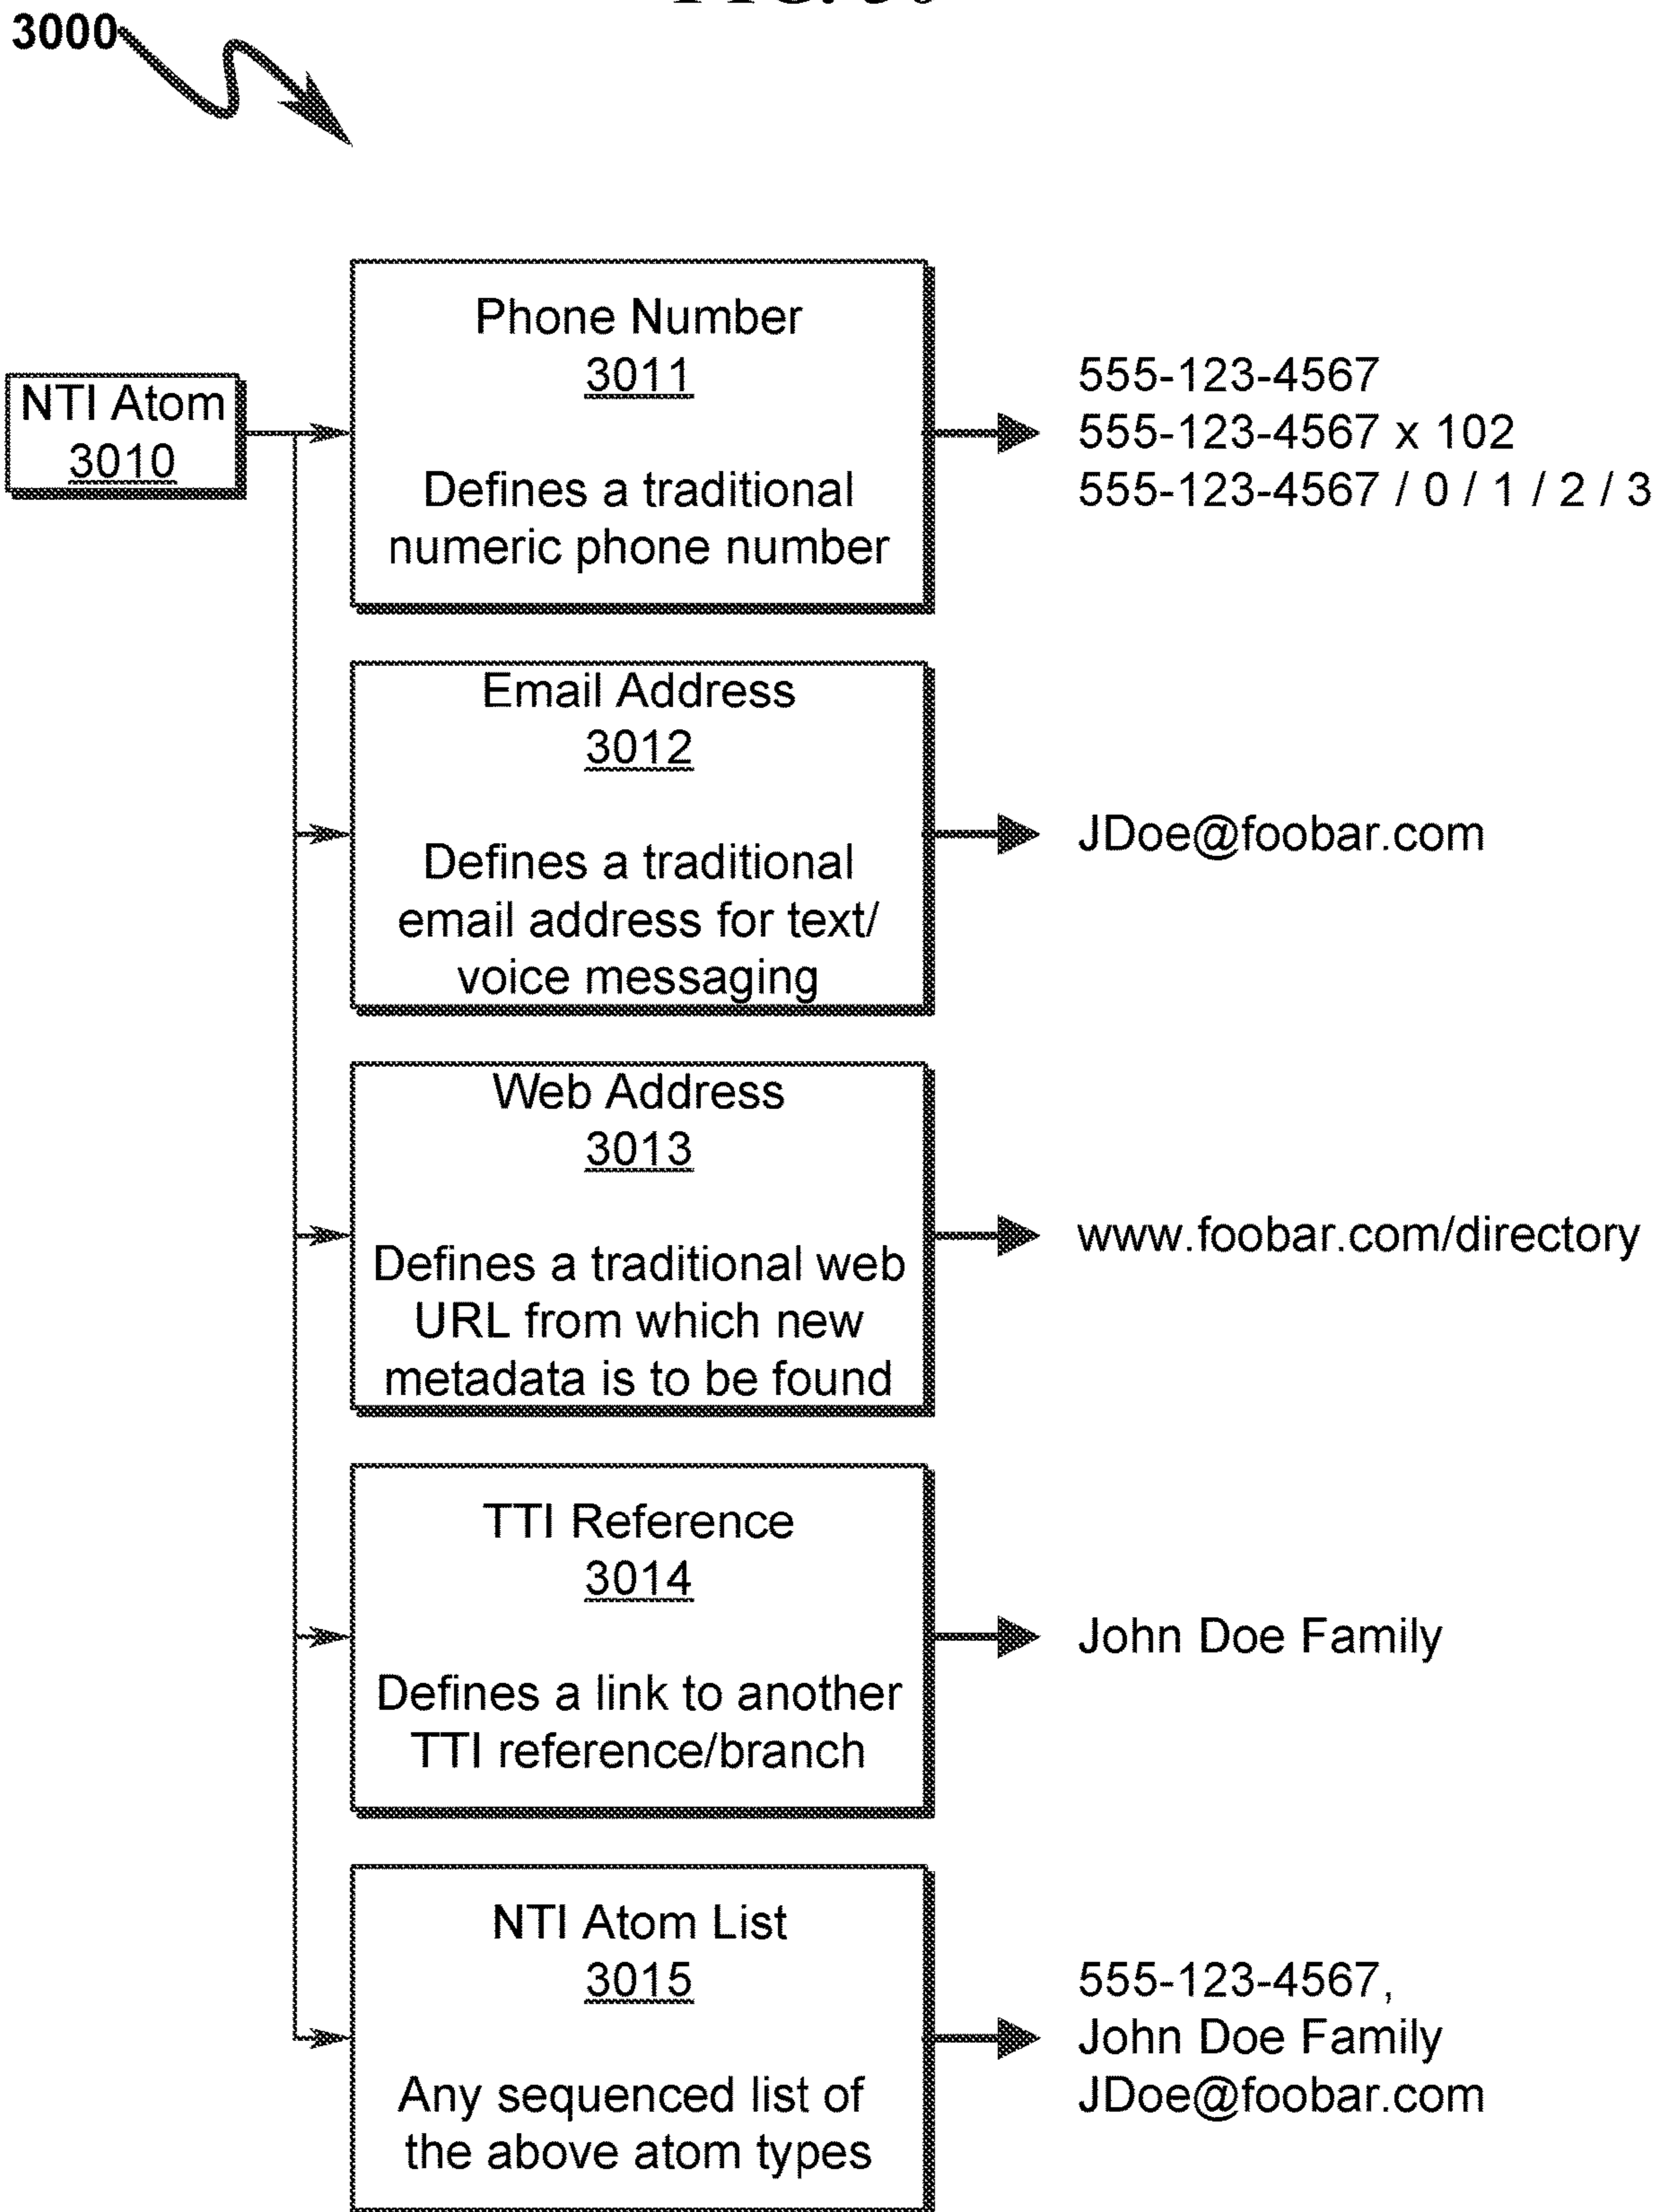 3000
NTI Atom
3010
Phone Number
3011
Defines a traditional
numeric phone number
555-123-4567
555-123-4567 x 102
555-123-4567 / 0 / 1 / 2 / 3
Email Address
3012
Defines a traditional
email address for text/
voice messaging
JDoe@foobar.com
Web Address
3013
Defines a traditional web
URL from which new
metadata is to be found
www.foobar.com/directory
TTI Reference
3014
Defines a link to another
TTI reference/branch
John Doe Family
NTI Atom List
3015
Any sequenced list of
the above atom types
555-123-4567,
John Doe Family
JDoe@foobar.com